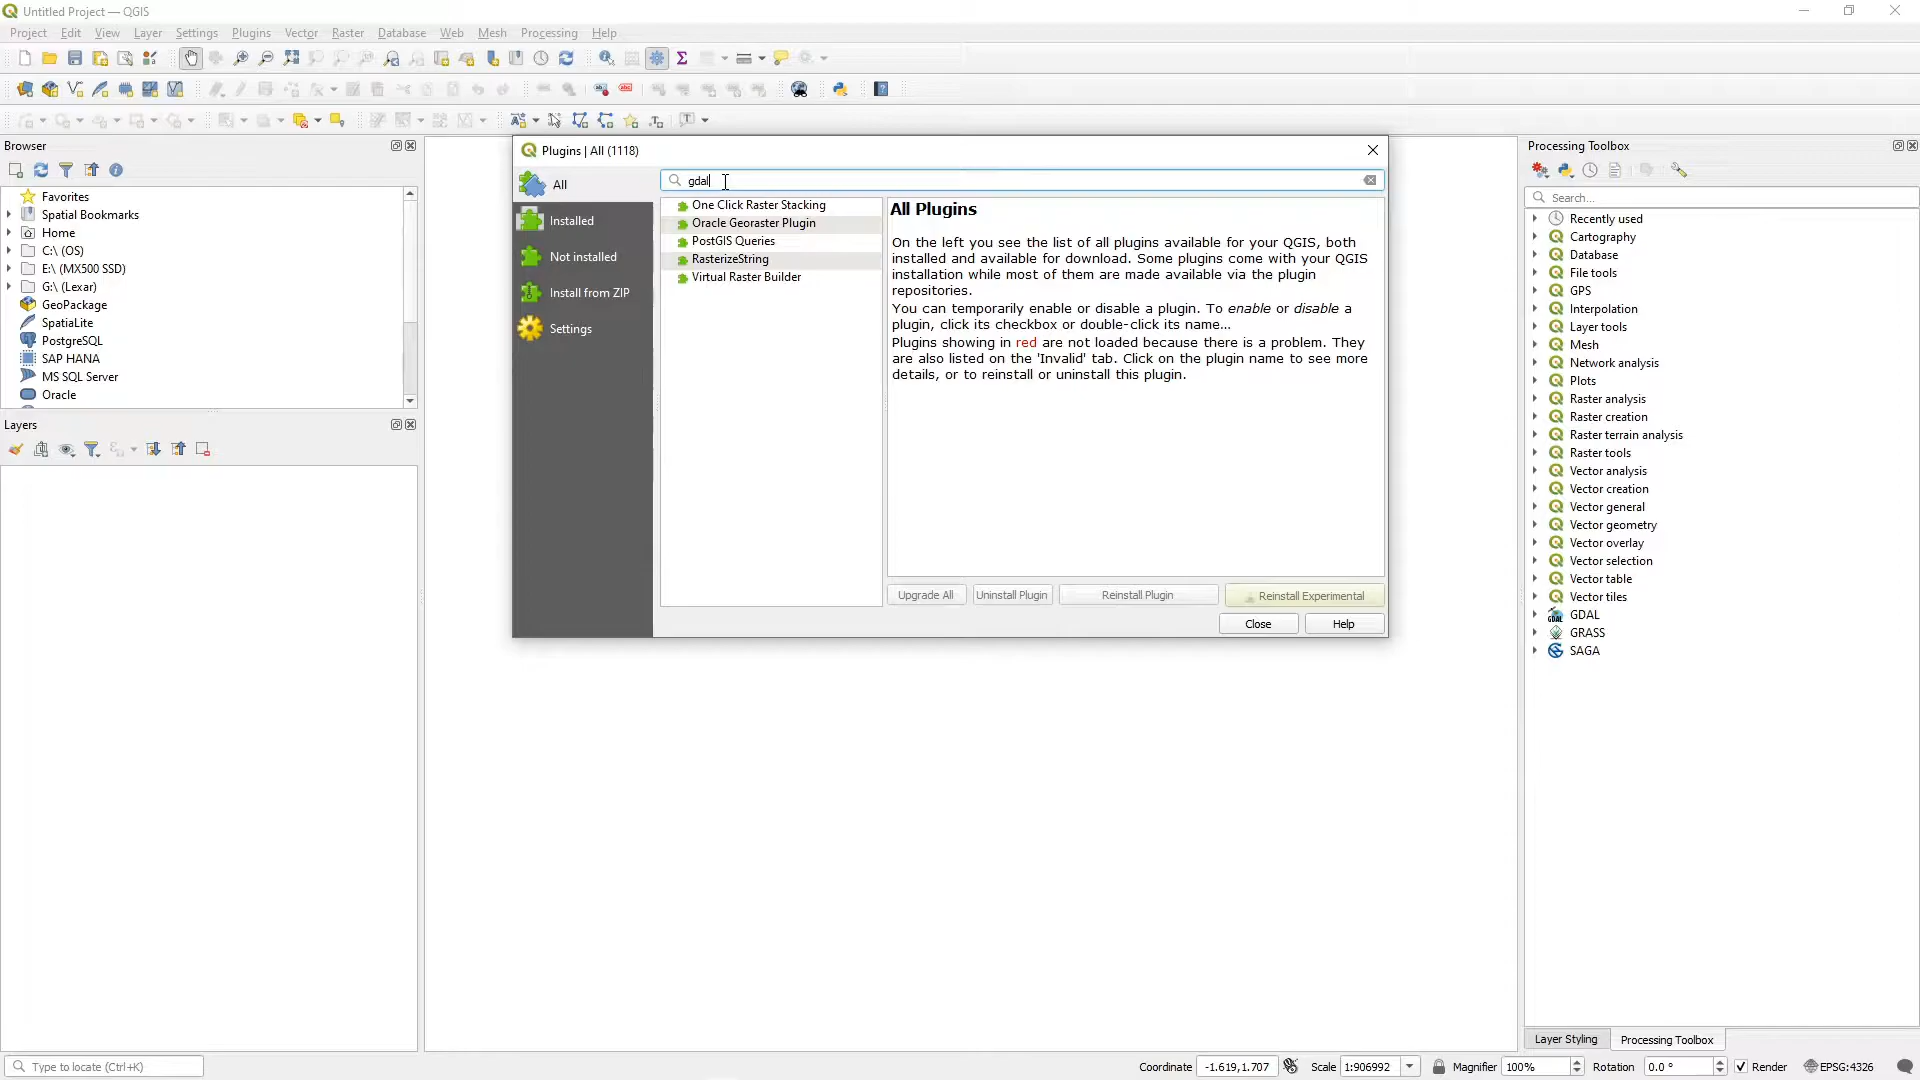 Untitled Project — QGIS
Project Edit View Layer Settings Plugins Vector Raster Database Web Mesh Processing Help
Browser
Favorites
Spatial Bookmarks
Home
C:\ (OS)
E:\ (MX500 SSD)
G:\ (Lexar)
GeoPackage
SpatiaLite
PostgreSQL
SAP HANA
MS SQL Server
Oracle
Layers
Plugins | All (1118)
All
Installed
Not installed
Install from ZIP
Settings
gdal
One Click Raster Stacking
Oracle Georaster Plugin
PostGIS Queries
RasterizeString
Virtual Raster Builder
All Plugins
On the left you see the list of all plugins available for your QGIS, both
installed and available for download. Some plugins come with your QGIS
installation while most of them are made available via the plugin
repositories.
You can temporarily enable or disable a plugin. To enable or disable a
plugin, click its checkbox or double-click its name...
Plugins showing in red are not loaded because there is a problem. They
are also listed on the 'Invalid' tab. Click on the plugin name to see more
details, or to reinstall or uninstall this plugin.
Upgrade All Uninstall Plugin Reinstall Plugin Reinstall Experimental
Close Help
Processing Toolbox
Search...
Recently used
Cartography
Database
File tools
GPS
Interpolation
Layer tools
Mesh
Network analysis
Plots
Raster analysis
Raster creation
Raster terrain analysis
Raster tools
Vector analysis
Vector creation
Vector general
Vector geometry
Vector overlay
Vector selection
Vector table
Vector tiles
GDAL
GRASS
SAGA
Layer Styling Processing Toolbox
Type to locate (Ctrl+K) Coordinate -1.619,1.707 Scale 1:906992 Magnifier 100% Rotation 0.0 ° Render EPSG:4326